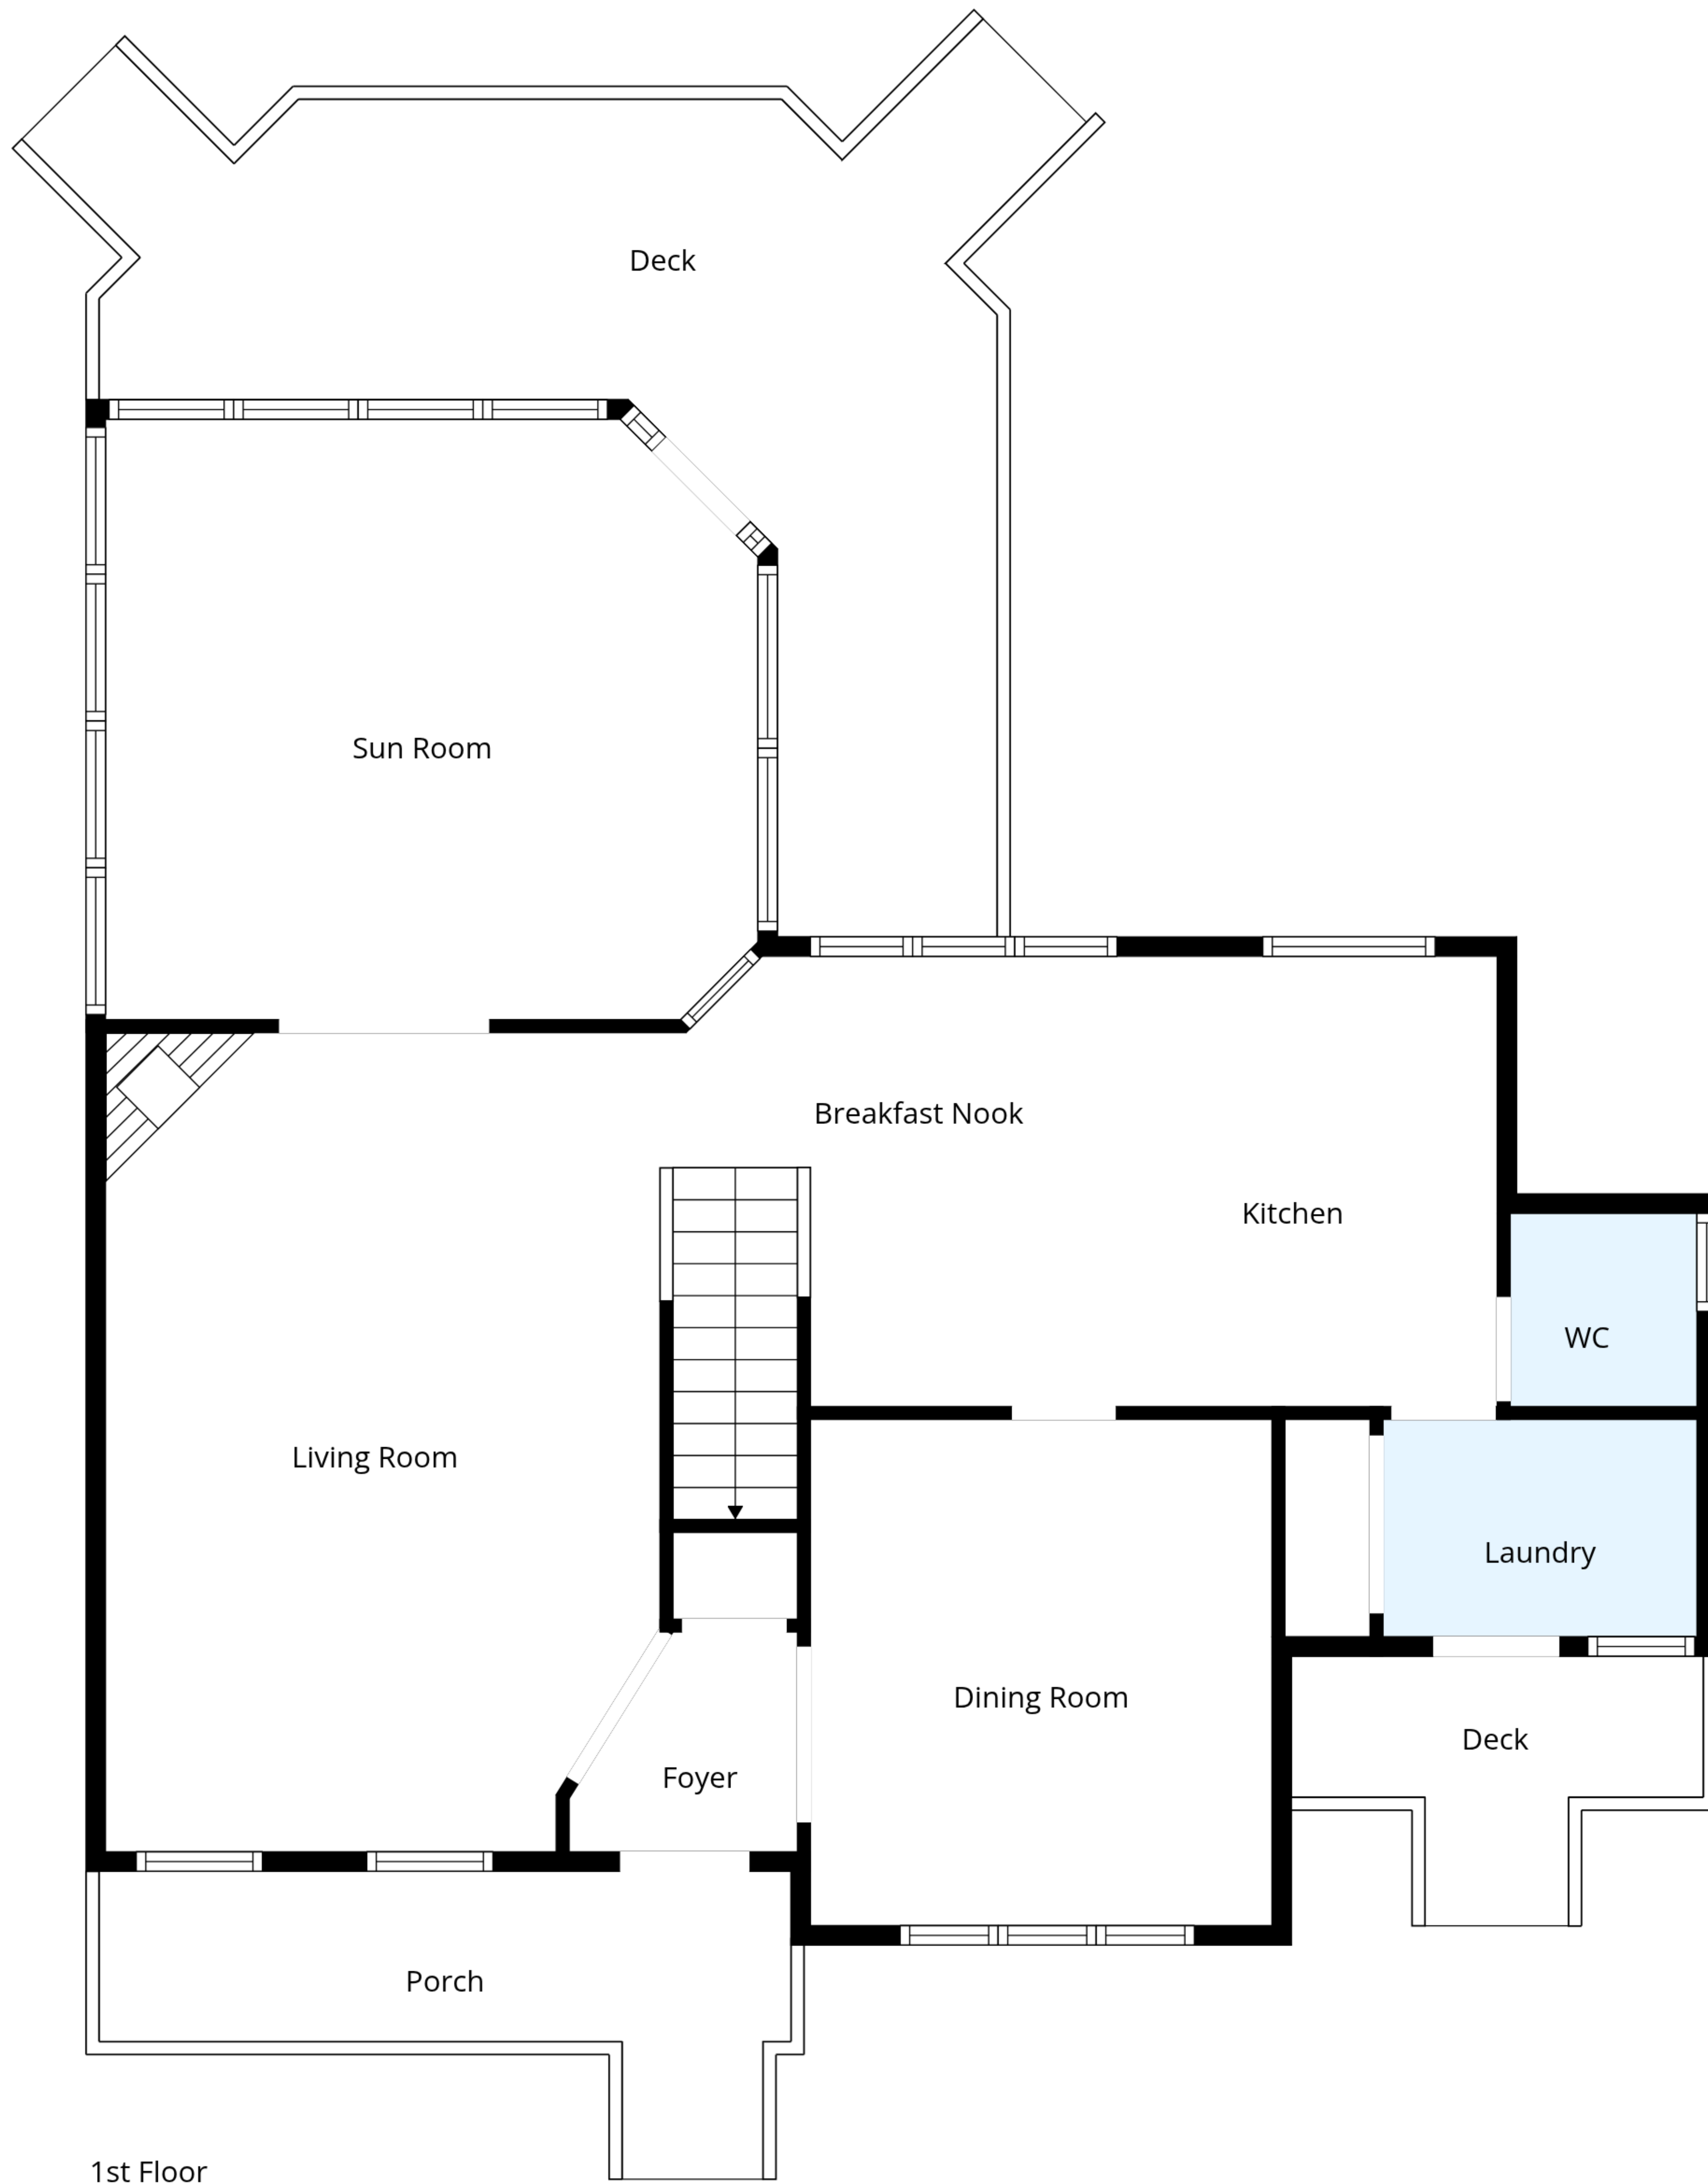 Deck
Sun Room
Breakfast Nook
Kitchen
WC
Living Room
Laundry
Dining Room
Deck
Foyer
Porch
1st Floor